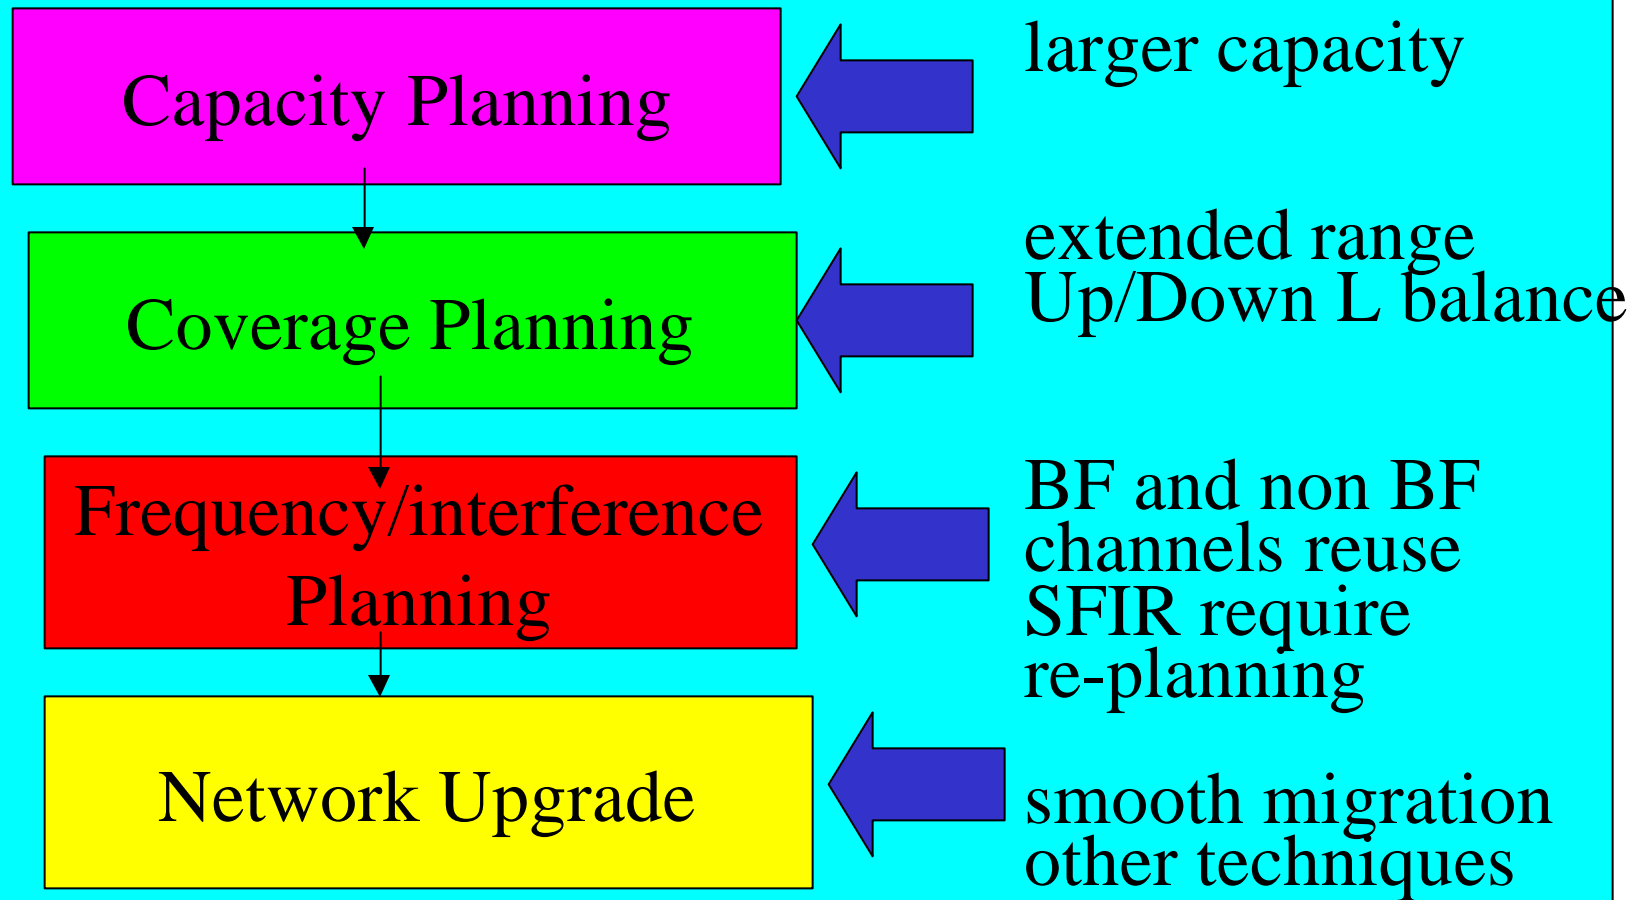 Capacity Planning
larger capacity
Coverage Planning
extended range
Up/Down L balance
Frequency/interference
Planning
BF and non BF
channels reuse
SFIR require
re-planning
Network Upgrade
smooth migration
other techniques